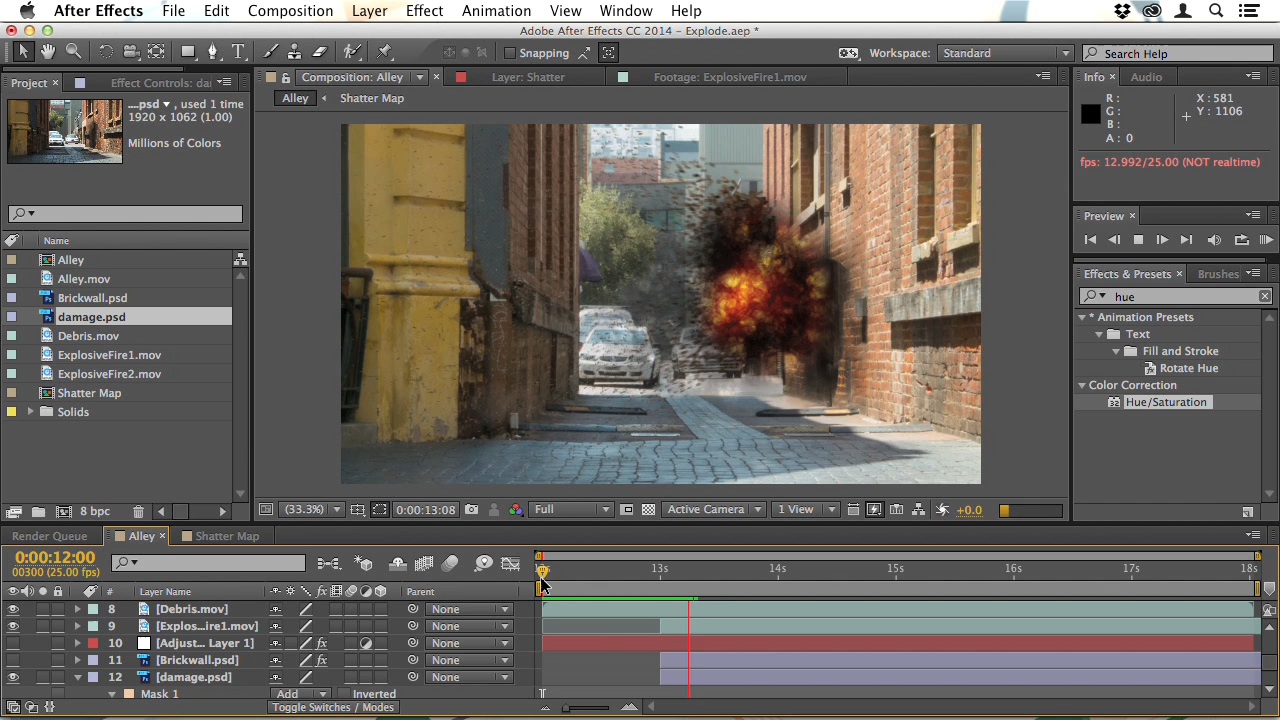 After Effects File Edit Composition Layer Effect Animation View Window Help
Adobe After Effects CC 2014 – Explode.aep *
Snapping Workspace: Standard Search Help
Project × Effect Controls: da
....psd ▾, used 1 time
1920 x 1062 (1.00)
Millions of Colors
Name
Alley
Alley.mov
Brickwall.psd
damage.psd
Debris.mov
ExplosiveFire1.mov
ExplosiveFire2.mov
Shatter Map
Solids
8 bpc
Composition: Alley × Layer: Shatter Footage: ExplosiveFire1.mov
Alley Shatter Map
(33.3%) 0:00:13:08 Full Active Camera 1 View +0.0
Info × Audio
R : X : 581
G : Y : 1106
B :
A : 0
fps: 12.992/25.00 (NOT realtime)
Preview ×
Effects & Presets × Brushes
hue
* Animation Presets
Text
Fill and Stroke
Rotate Hue
Color Correction
32 Hue/Saturation
Render Queue Alley × Shatter Map
0:00:12:00
00300 (25.00 fps)
13s 14s 15s 16s 17s 18s
# Layer Name fx Parent
8 [Debris.mov] None
9 [Explos...ire1.mov] None
10 [Adjust... Layer 1] fx None
11 [Brickwall.psd] fx None
12 [damage.psd] None
Mask 1 Add Inverted
Toggle Switches / Modes